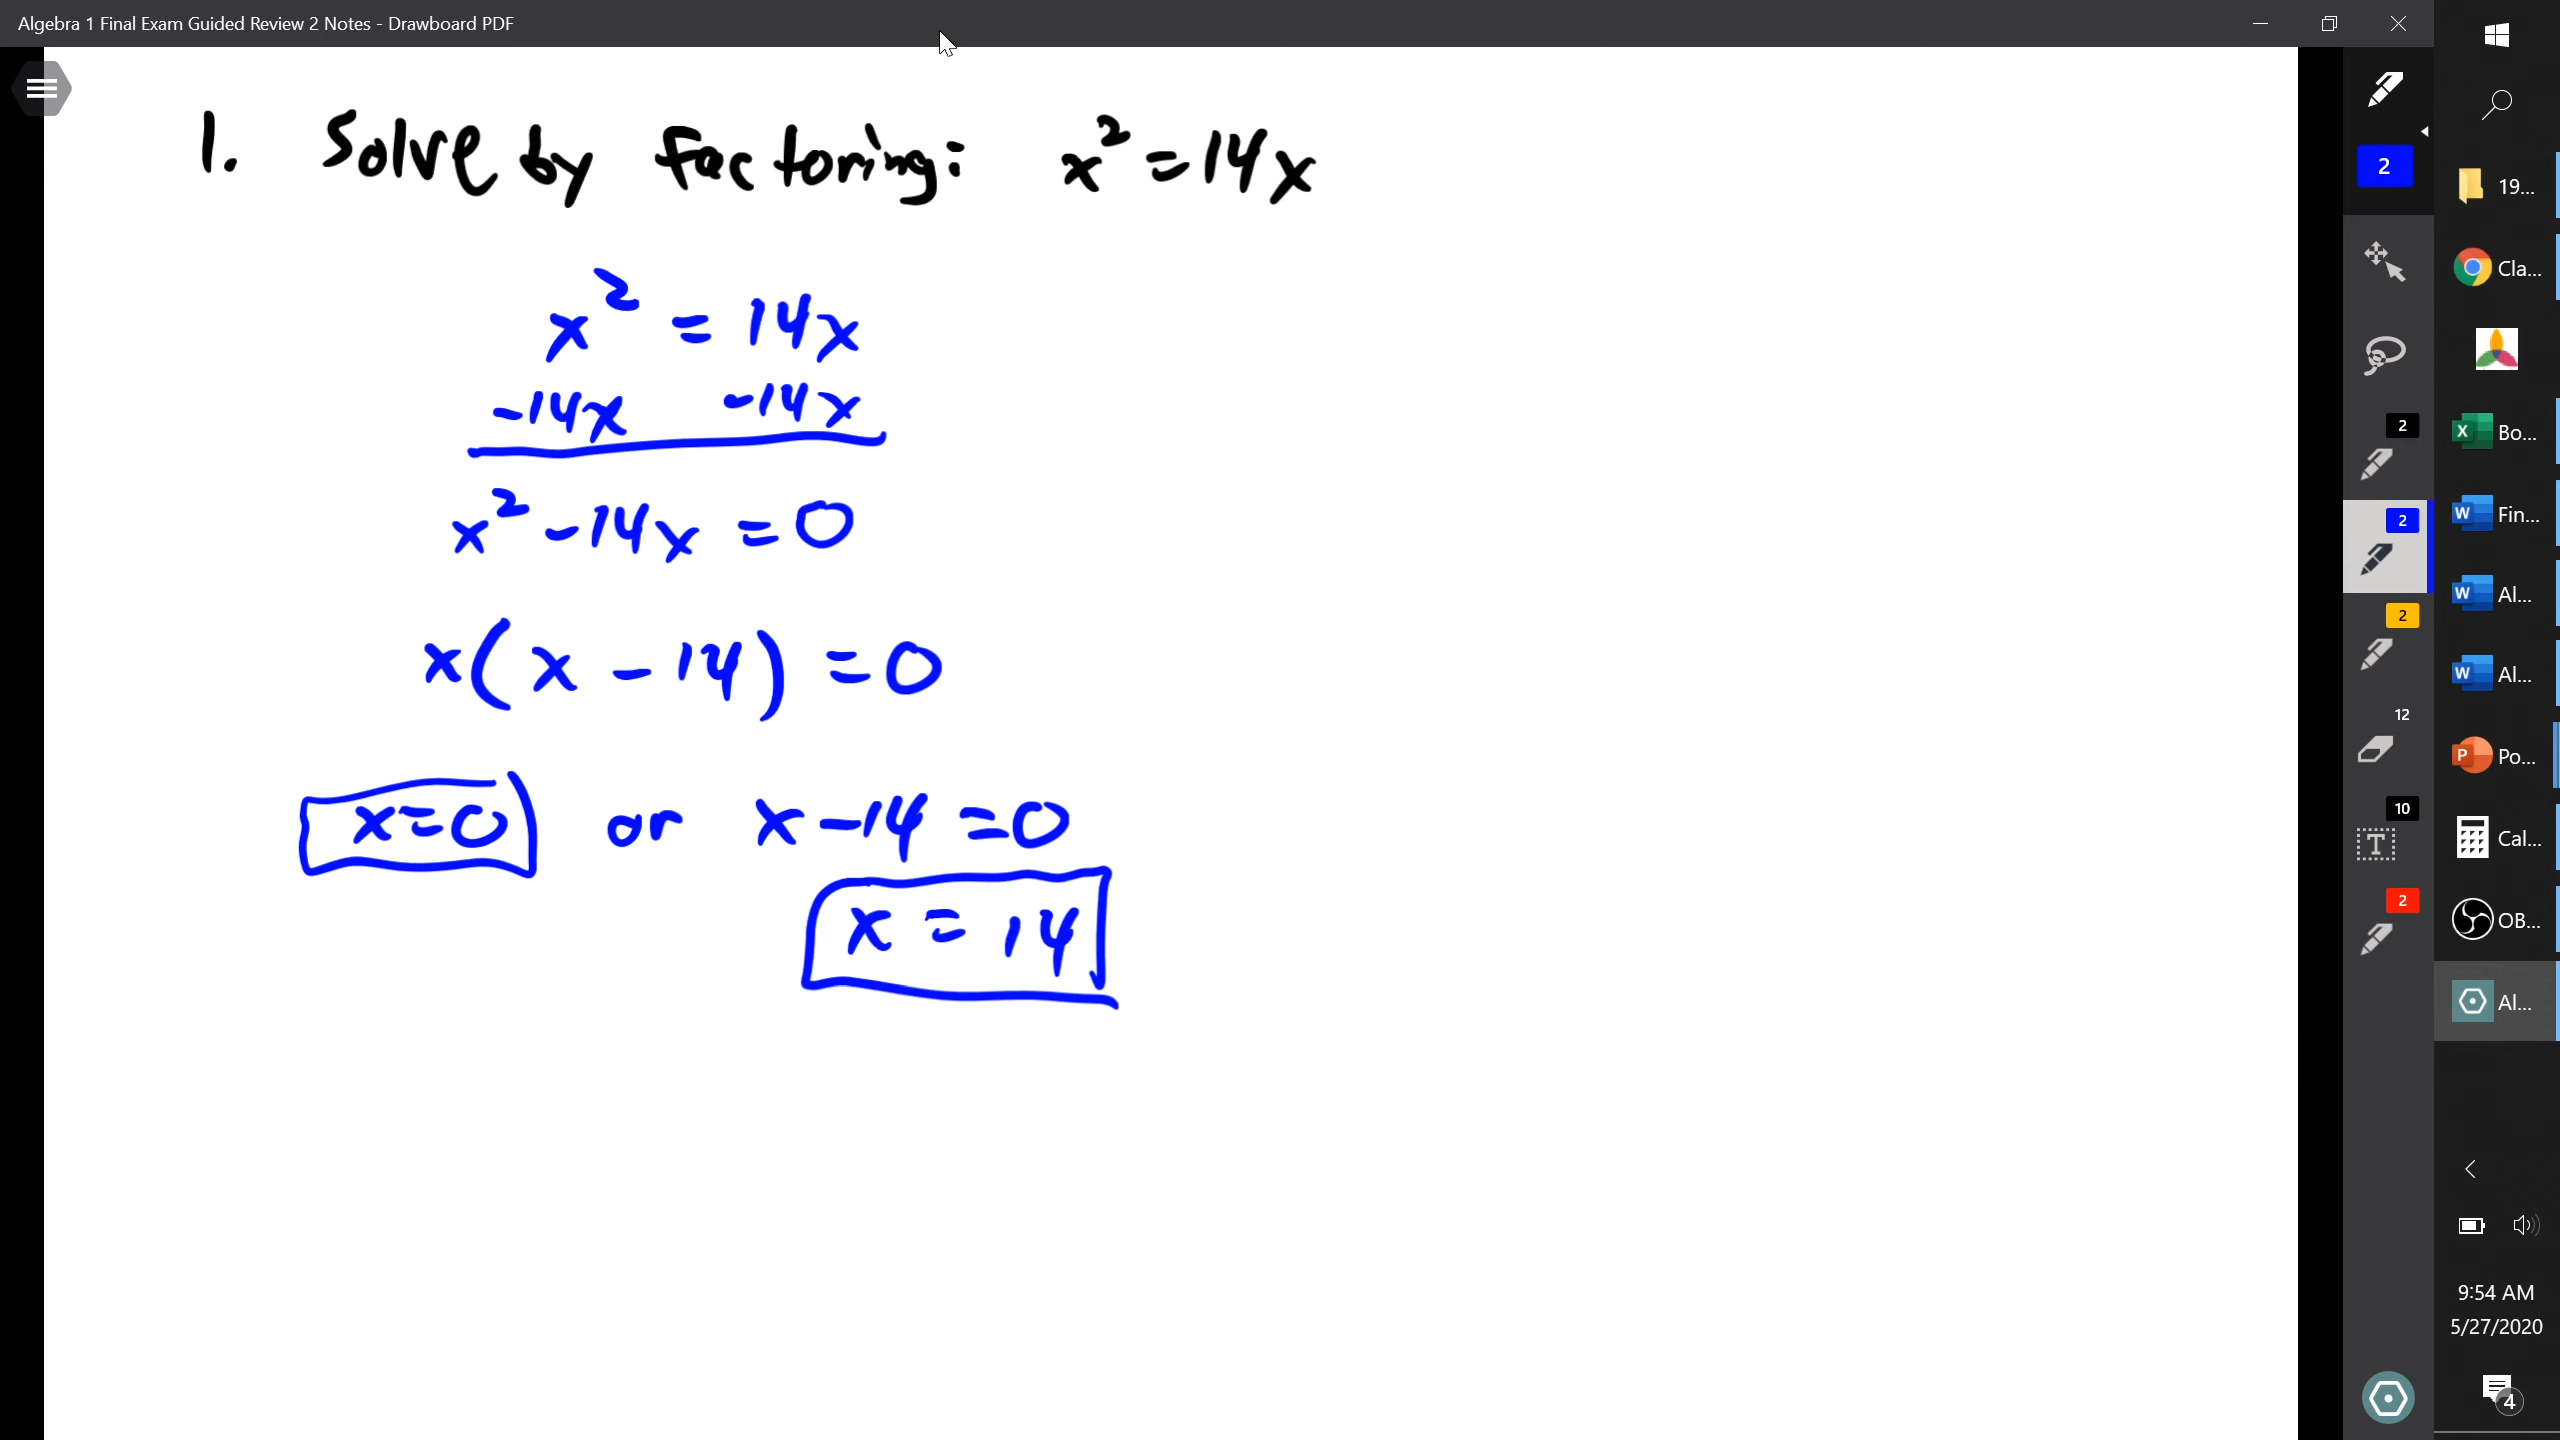 Algebra 1 Final Exam Guided Review 2 Notes - Drawboard PDF
1. Solve by factoring: x² = 14x
x² = 14x
-14x -14x
x² - 14x = 0
x(x - 14) = 0
x=0 or x-14=0
x = 14
2
2
2
2
12
10
T
2
19...
Cla...
X Bo...
W Fin...
W Al...
W Al...
P Po...
Cal...
OB...
Al...
9:54 AM
5/27/2020
4